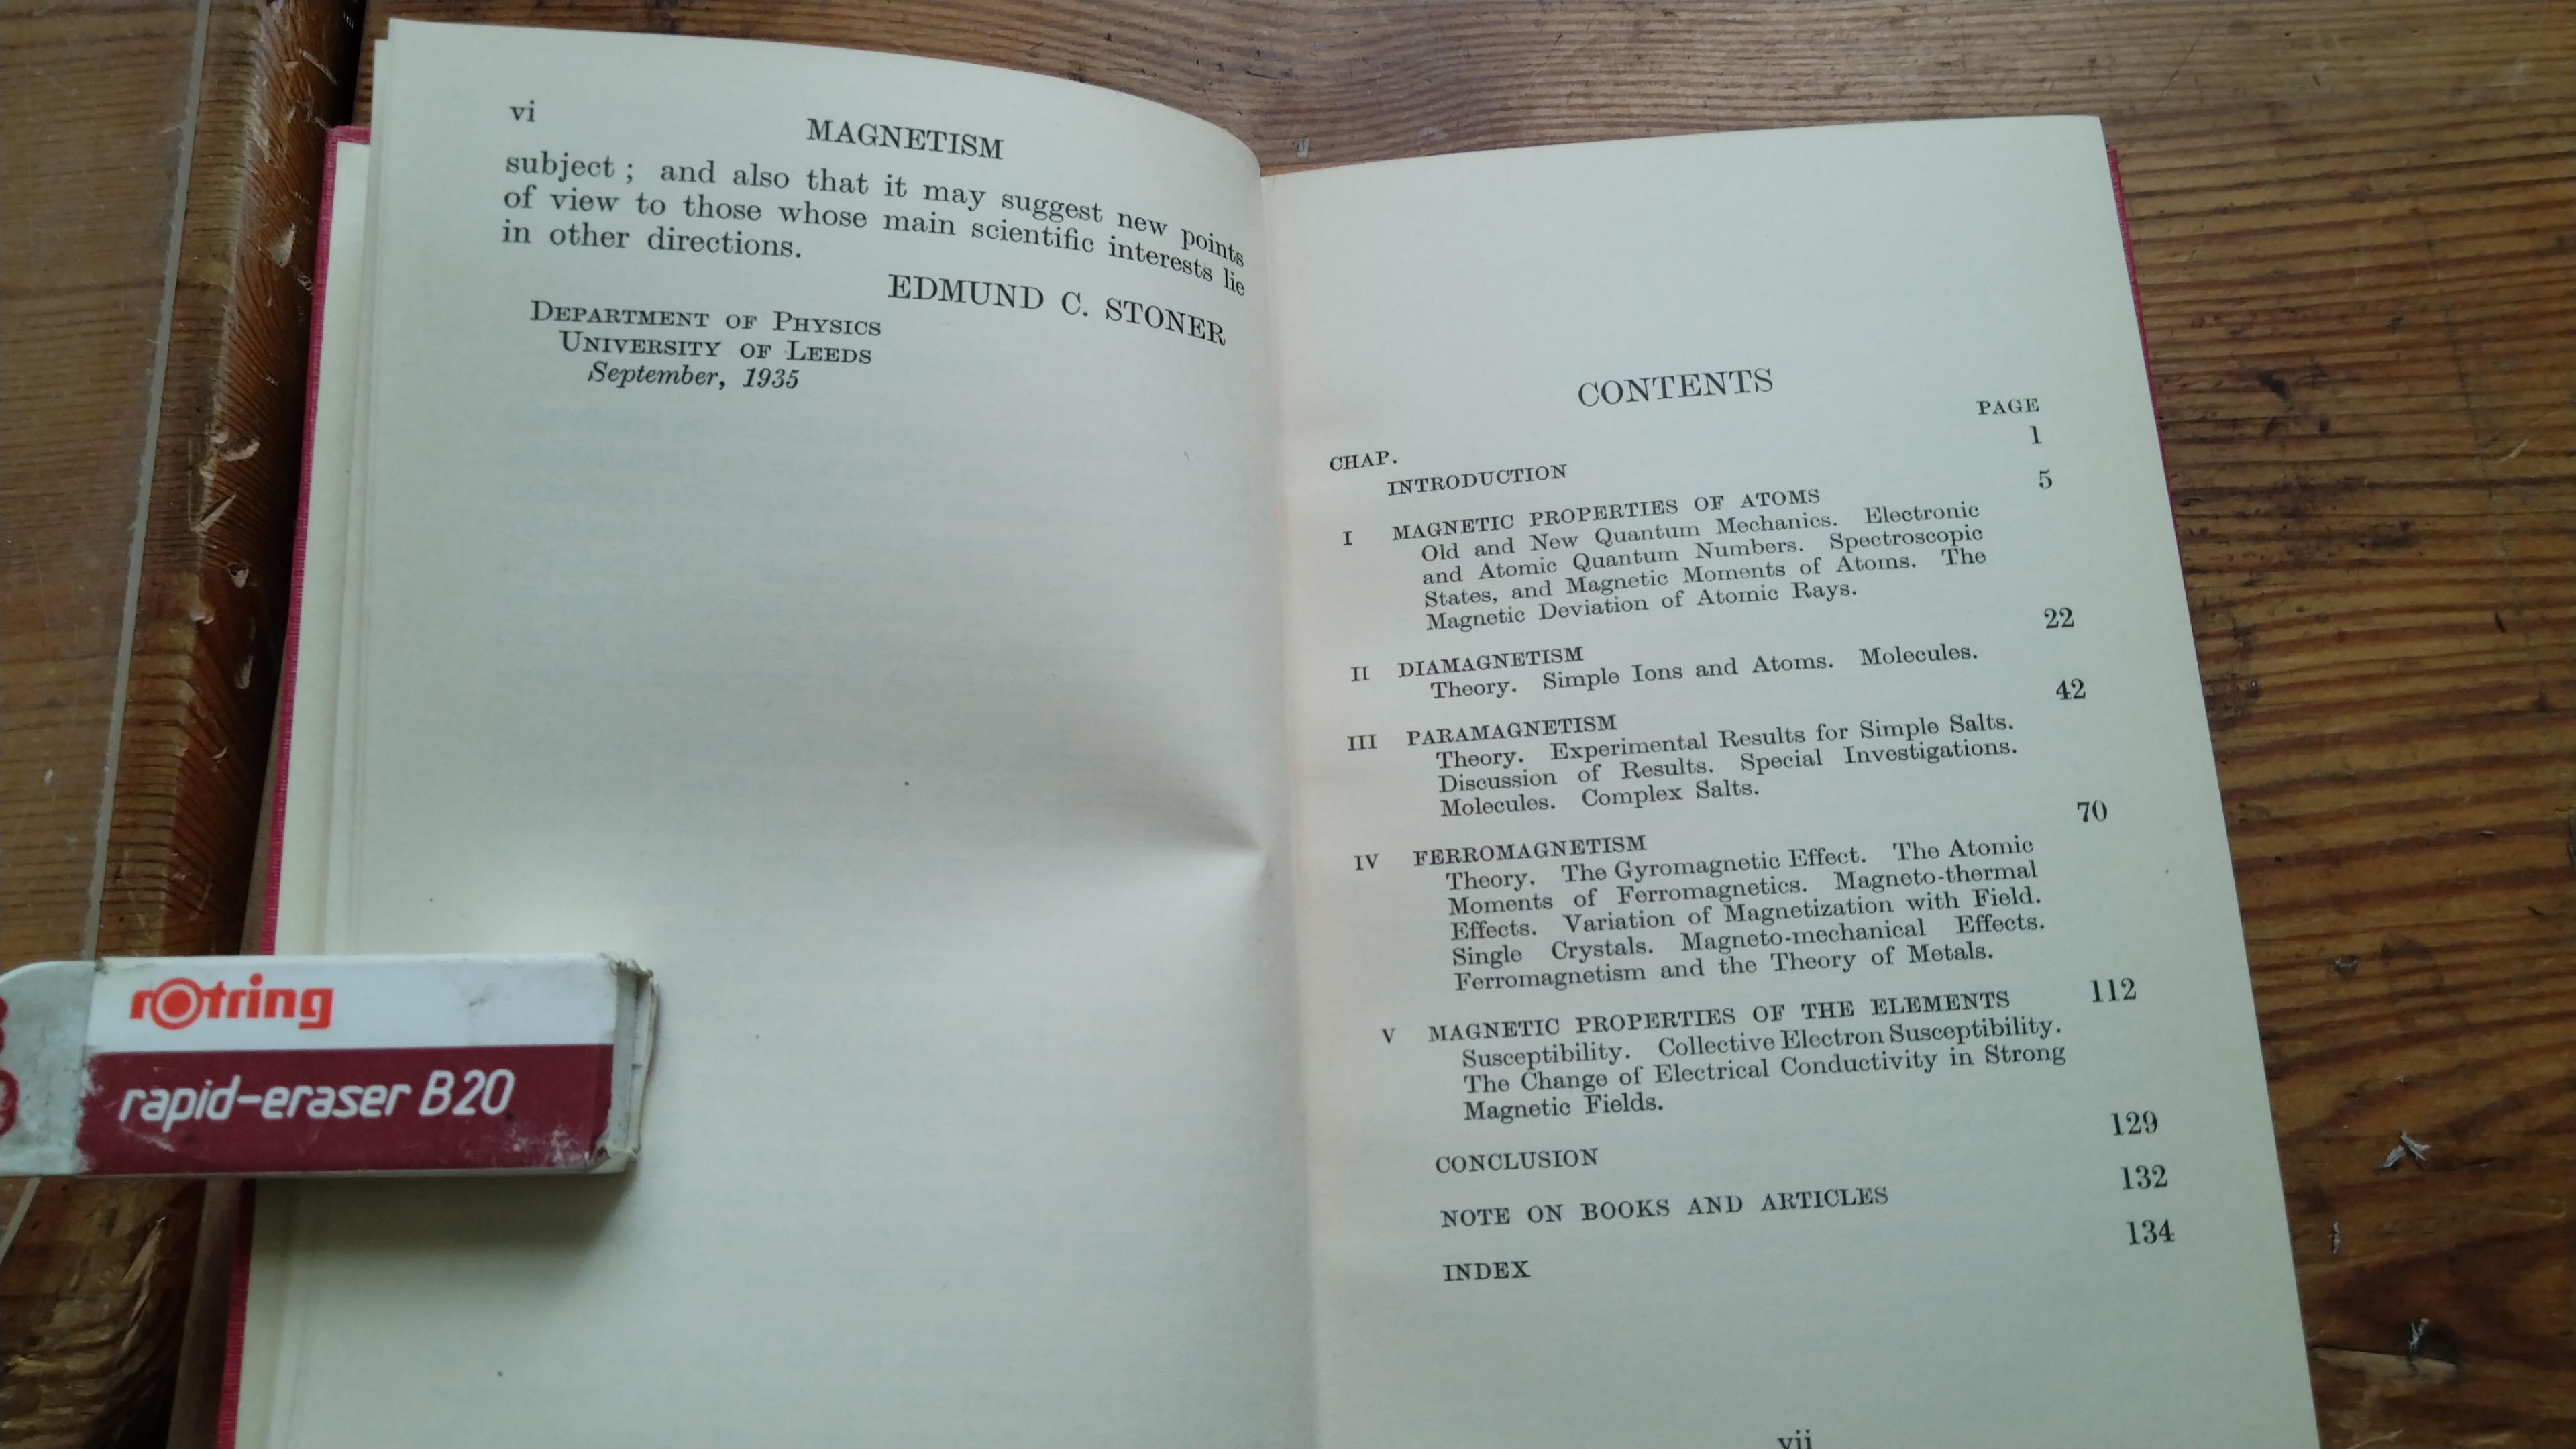 vi
MAGNETISM
subject ; and also that it may suggest new points
of view to those whose main scientific interests lie
in other directions.
EDMUND C. STONER
DEPARTMENT OF PHYSICS
UNIVERSITY OF LEEDS
September, 1935
rotring
rapid-eraser B20
CONTENTS
CHAP. PAGE
INTRODUCTION 1
I MAGNETIC PROPERTIES OF ATOMS 5
Old and New Quantum Mechanics. Electronic
and Atomic Quantum Numbers. Spectroscopic
States, and Magnetic Moments of Atoms. The
Magnetic Deviation of Atomic Rays.
II DIAMAGNETISM 22
Theory. Simple Ions and Atoms. Molecules.
III PARAMAGNETISM 42
Theory. Experimental Results for Simple Salts.
Discussion of Results. Special Investigations.
Molecules. Complex Salts.
IV FERROMAGNETISM 70
Theory. The Gyromagnetic Effect. The Atomic
Moments of Ferromagnetics. Magneto-thermal
Effects. Variation of Magnetization with Field.
Single Crystals. Magneto-mechanical Effects.
Ferromagnetism and the Theory of Metals.
V MAGNETIC PROPERTIES OF THE ELEMENTS 112
Susceptibility. Collective Electron Susceptibility.
The Change of Electrical Conductivity in Strong
Magnetic Fields.
CONCLUSION 129
NOTE ON BOOKS AND ARTICLES 132
INDEX 134
vii